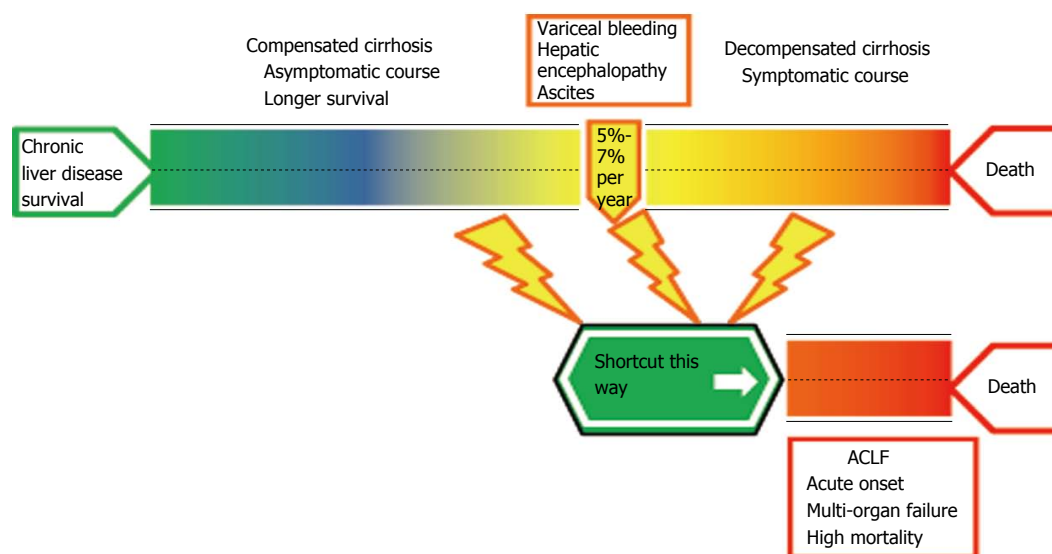 Compensated cirrhosis
Asymptomatic course
Longer survival
Variceal bleeding
Hepatic
encephalopathy
Ascites
Decompensated cirrhosis
Symptomatic course
Chronic
liver disease
survival
5%-
7%
per
year
Death
Shortcut this
way
Death
ACLF
Acute onset
Multi-organ failure
High mortality